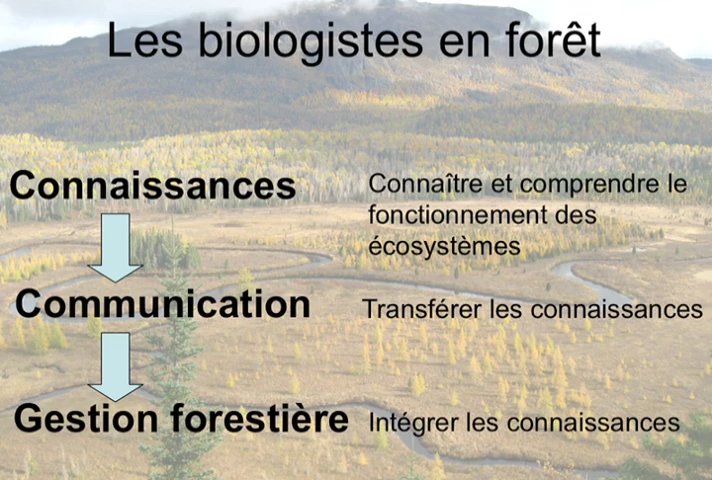 Les biologistes en forêt
Connaissances
Connaître et comprendre le
fonctionnement des
écosystèmes
Communication
Transférer les connaissances
Gestion forestière
Intégrer les connaissances